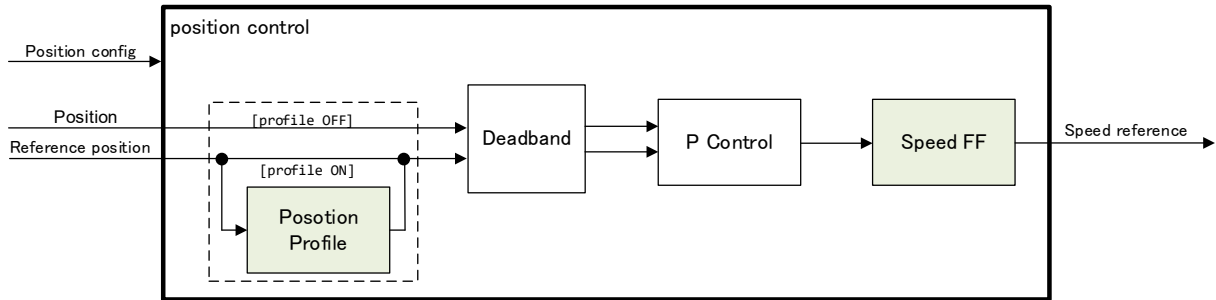 position control
Position config
Position
[profile OFF]
Deadband
P Control
Speed FF
Speed reference
Reference position
[profile ON]
Posotion
Profile